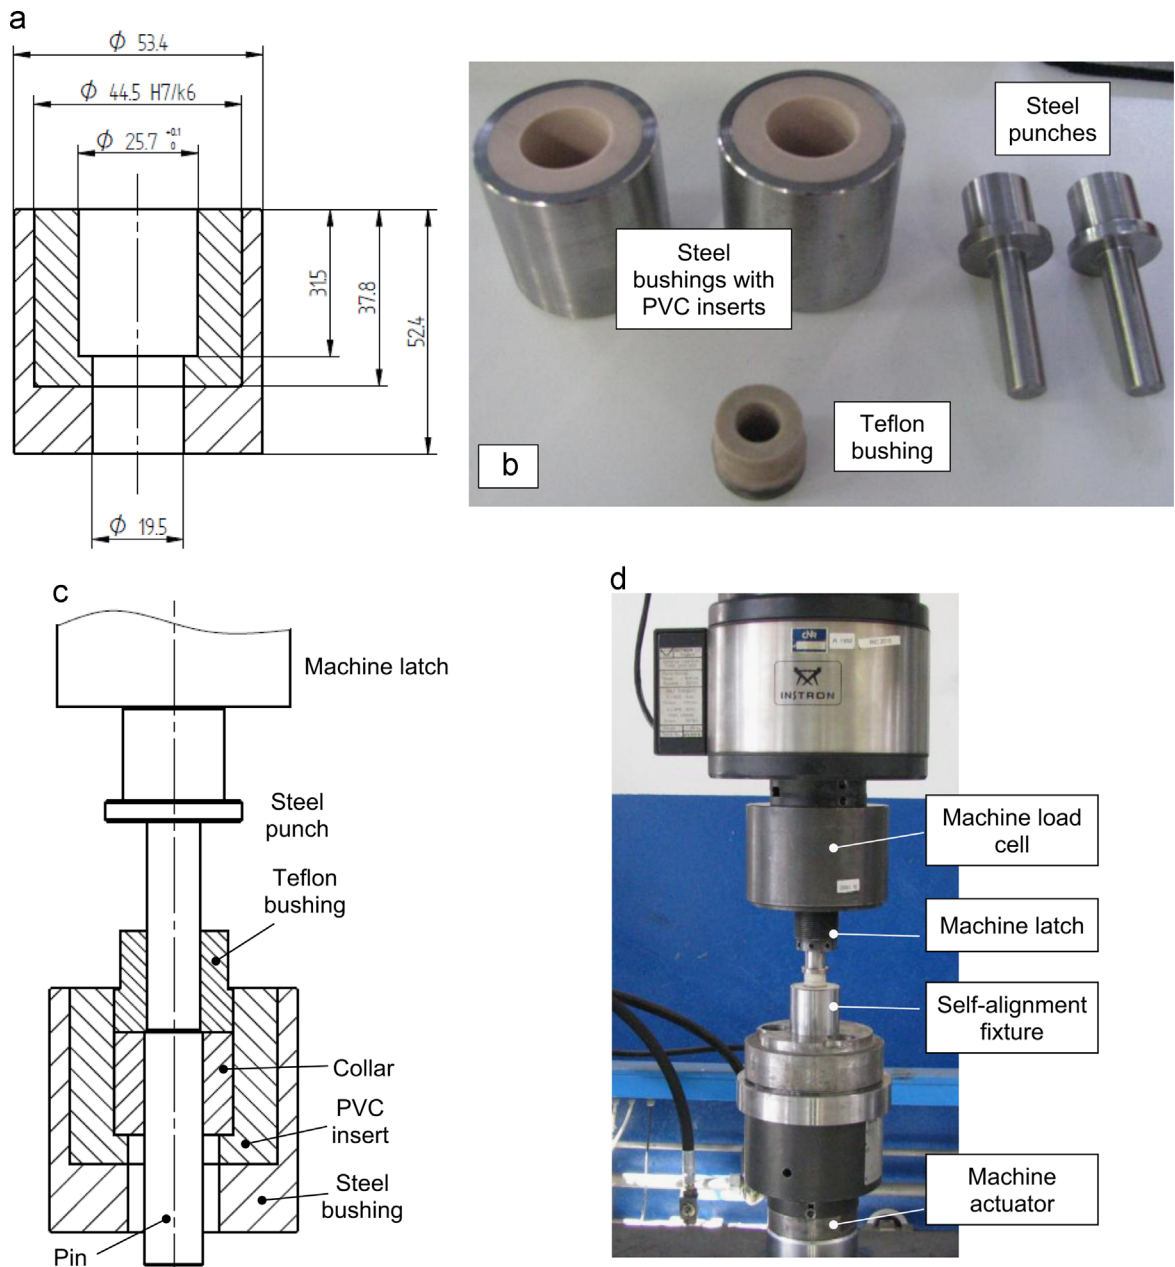 a
ϕ 53.4
ϕ 44.5 H7/k6
ϕ 25.7 +0.1
0
31.5
37.8
52.4
ϕ 19.5
Steel
punches
Steel
bushings with
PVC inserts
Teflon
bushing
b
c
Machine latch
Steel
punch
Teflon
bushing
Collar
PVC
insert
Steel
bushing
Pin
d
INSTRON
Machine load
cell
Machine latch
Self-alignment
fixture
Machine
actuator